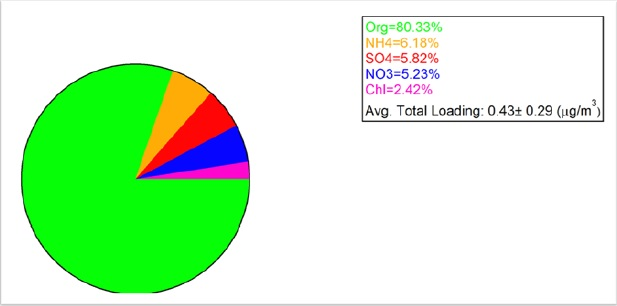 Org=80.33%
NH4=6.18%
SO4=5.82%
NO3=5.23%
Chl=2.42%
Avg. Total Loading: 0.43± 0.29 (µg/m³)